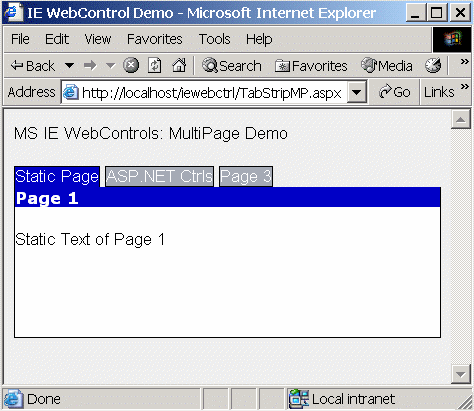 IE WebControl Demo - Microsoft Internet Explorer
File Edit View Favorites Tools Help
Back Search Favorites Media
Address http://localhost/iewebctrl/TabStripMP.aspx Go Links »
MS IE WebControls: MultiPage Demo
Static Page ASP.NET Ctrls Page 3
Page 1
Static Text of Page 1
Done Local intranet